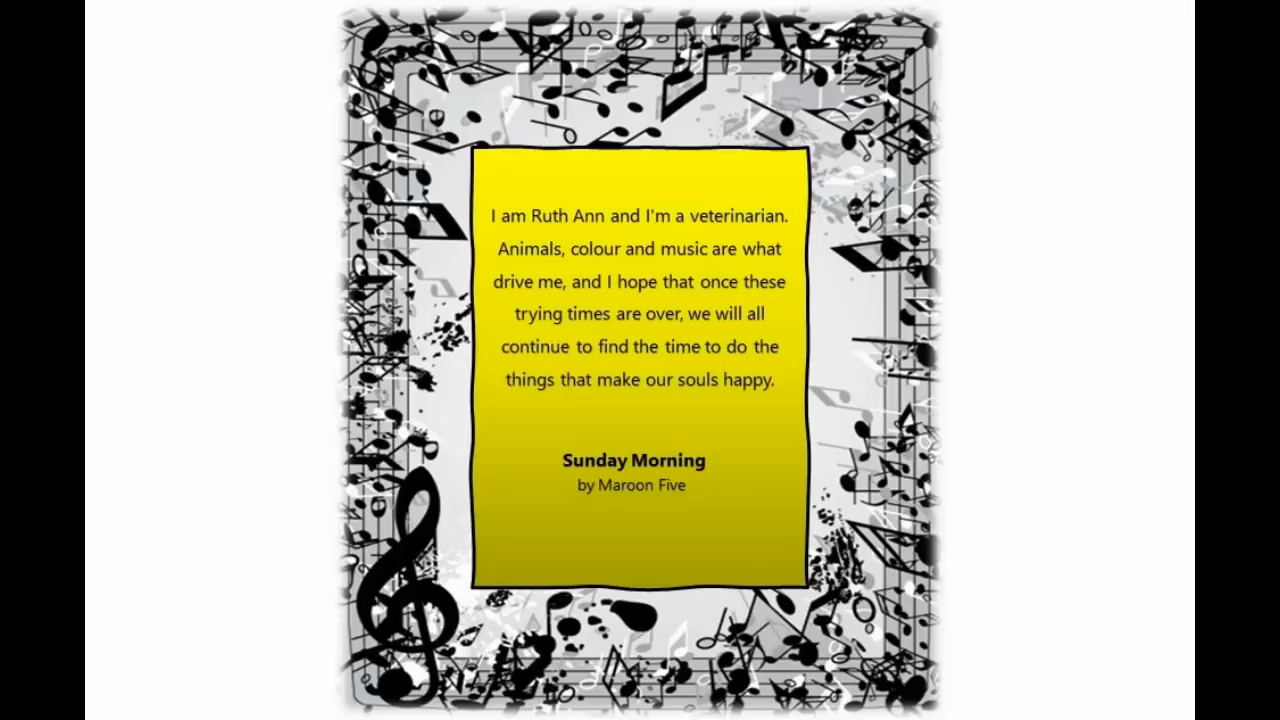 I am Ruth Ann and I'm a veterinarian.
Animals, colour and music are what
drive me, and I hope that once these
trying times are over, we will all
continue to find the time to do the
things that make our souls happy.
Sunday Morning
by Maroon Five